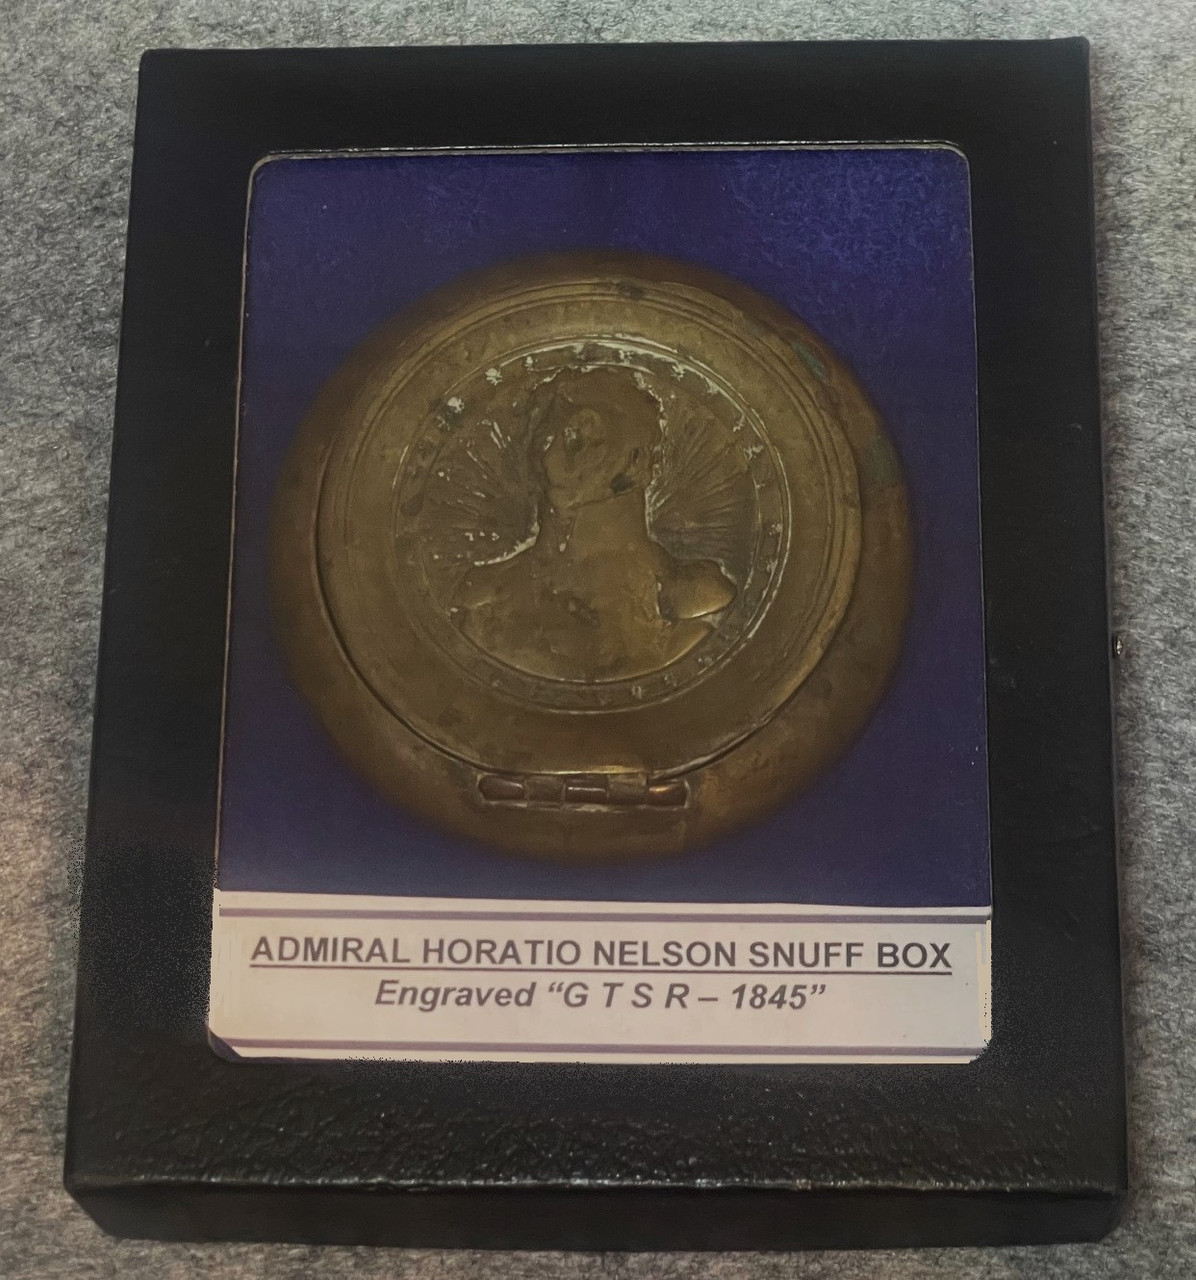 ADMIRAL HORATIO NELSON SNUFF BOX
Engraved “G T S R – 1845”